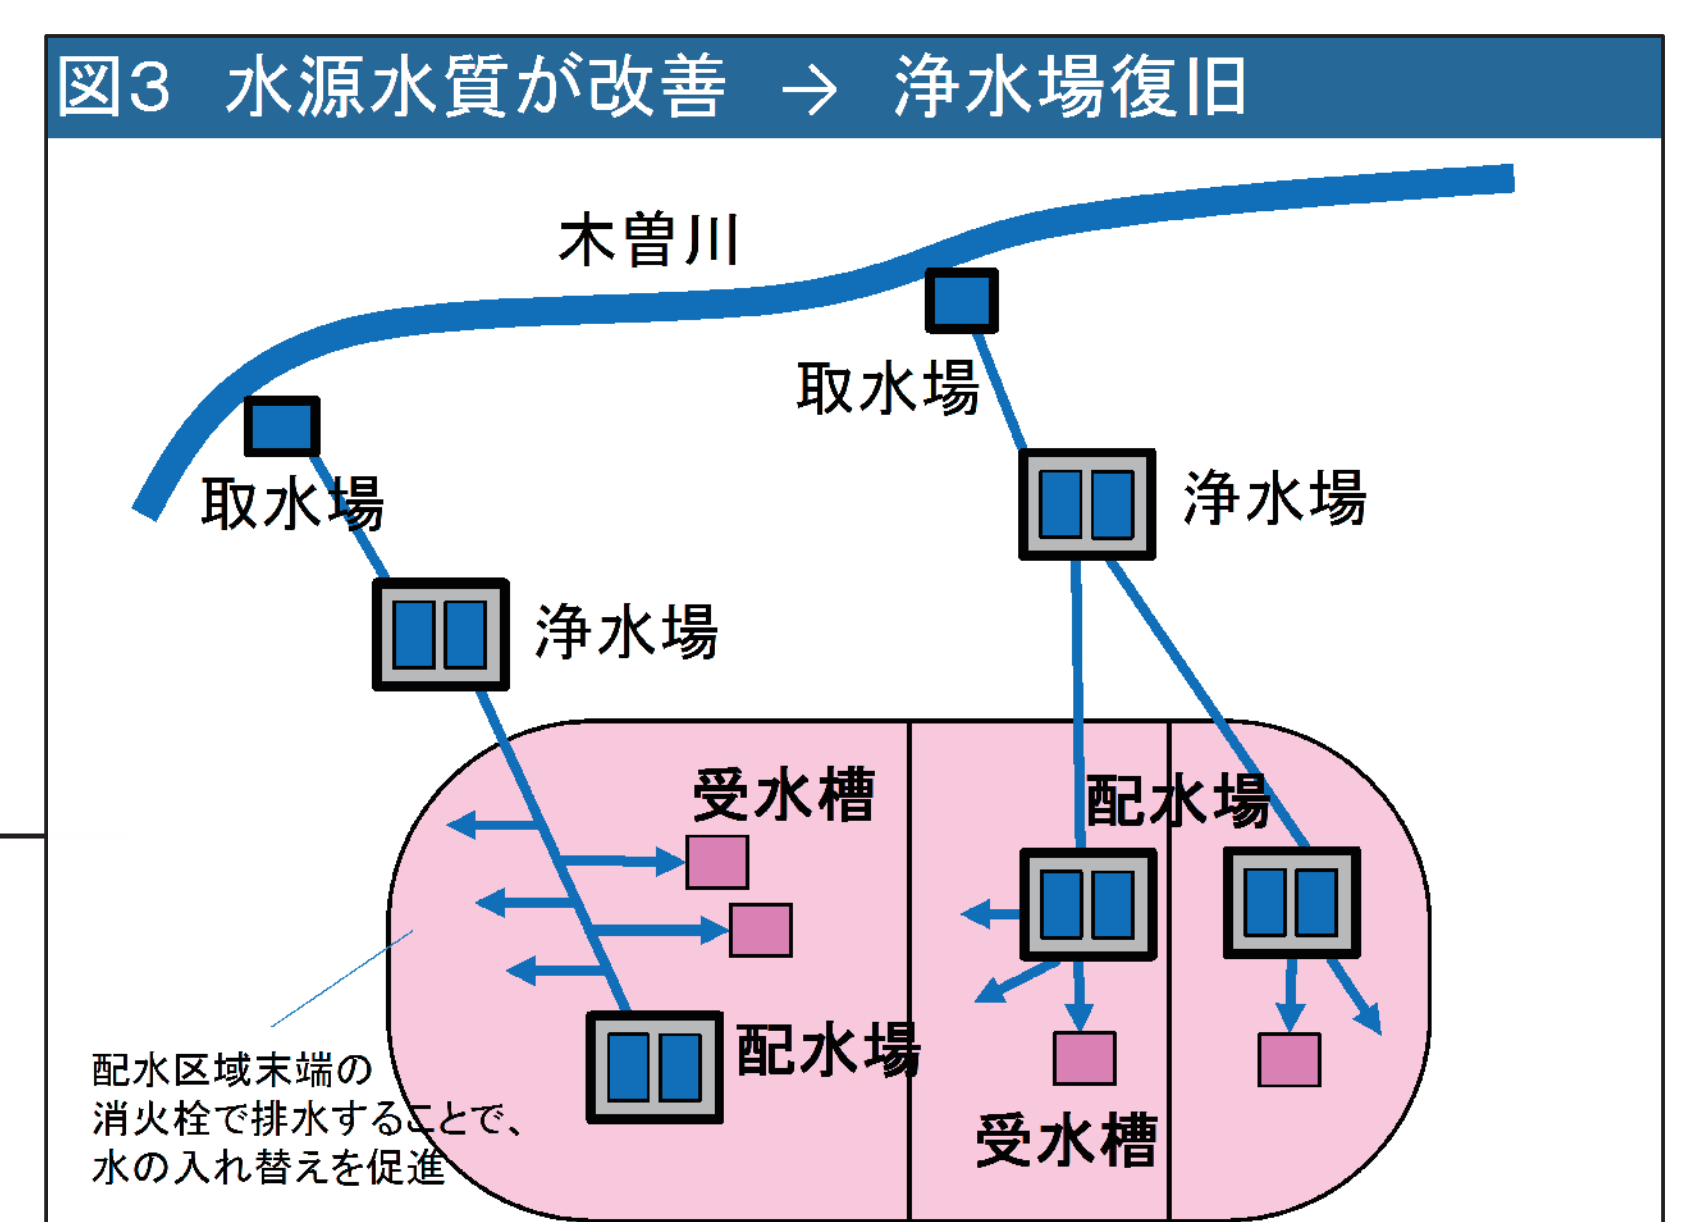 図3 水源水質が改善 → 浄水場復旧
木曽川
取水場
取水場
浄水場
浄水場
受水槽
配水場
配水場
受水槽
配水区域末端の
消火栓で排水することで、
水の入れ替えを促進